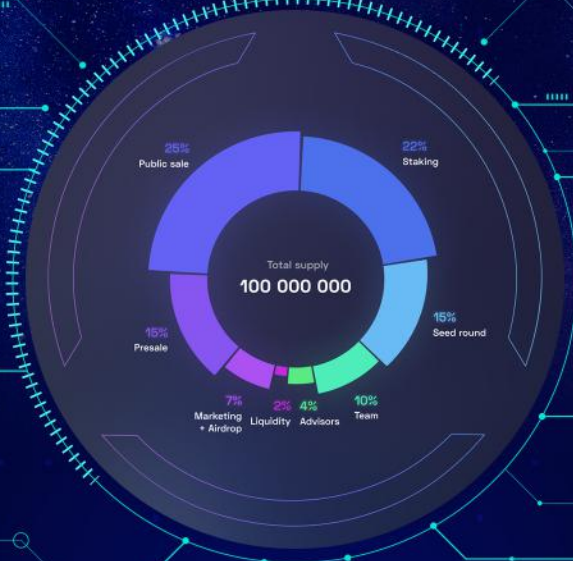 25%
Public sale
22%
Staking
Total supply
100 000 000
15%
Seed round
15%
Presale
7%
Marketing
+ Airdrop
2%
Liquidity
4%
Advisors
10%
Team